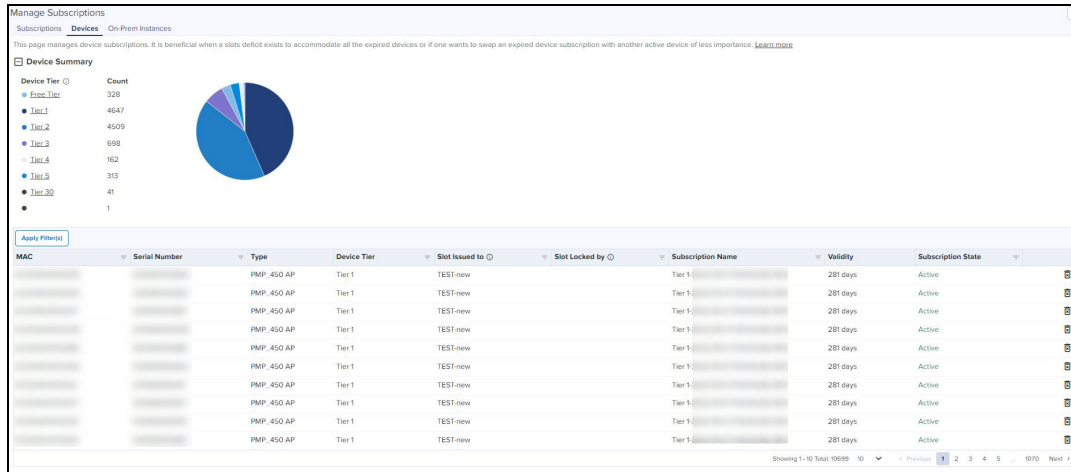 Manage Subscriptions
Subscriptions Devices On-Prem Instances
This page manages device subscriptions. It is beneficial when a slots deficit exists to accommodate all the expired devices or if one wants to swap an expired device subscription with another active device of less importance. Learn more
Device Summary
Device Tier Count
Free Tier 328
Tier 1 4647
Tier 2 4509
Tier 3 698
Tier 4 162
Tier 5 313
Tier 30 41
1
Apply Filter(s)
MAC Serial Number Type Device Tier Slot Issued to Slot Locked by Subscription Name Validity Subscription State
PMP_450 AP Tier 1 TEST-new Tier 1- 281 days Active
PMP_450 AP Tier 1 TEST-new Tier 1- 281 days Active
PMP_450 AP Tier 1 TEST-new Tier 1- 281 days Active
PMP_450 AP Tier 1 TEST-new Tier 1- 281 days Active
PMP_450 AP Tier 1 TEST-new Tier 1- 281 days Active
PMP_450 AP Tier 1 TEST-new Tier 1- 281 days Active
PMP_450 AP Tier 1 TEST-new Tier 1- 281 days Active
PMP_450 AP Tier 1 TEST-new Tier 1- 281 days Active
PMP_450 AP Tier 1 TEST-new Tier 1- 281 days Active
PMP_450 AP Tier 1 TEST-new Tier 1- 281 days Active
Showing 1 - 10 Total: 10699 10 < Previous 1 2 3 4 5 ... 1070 Next >